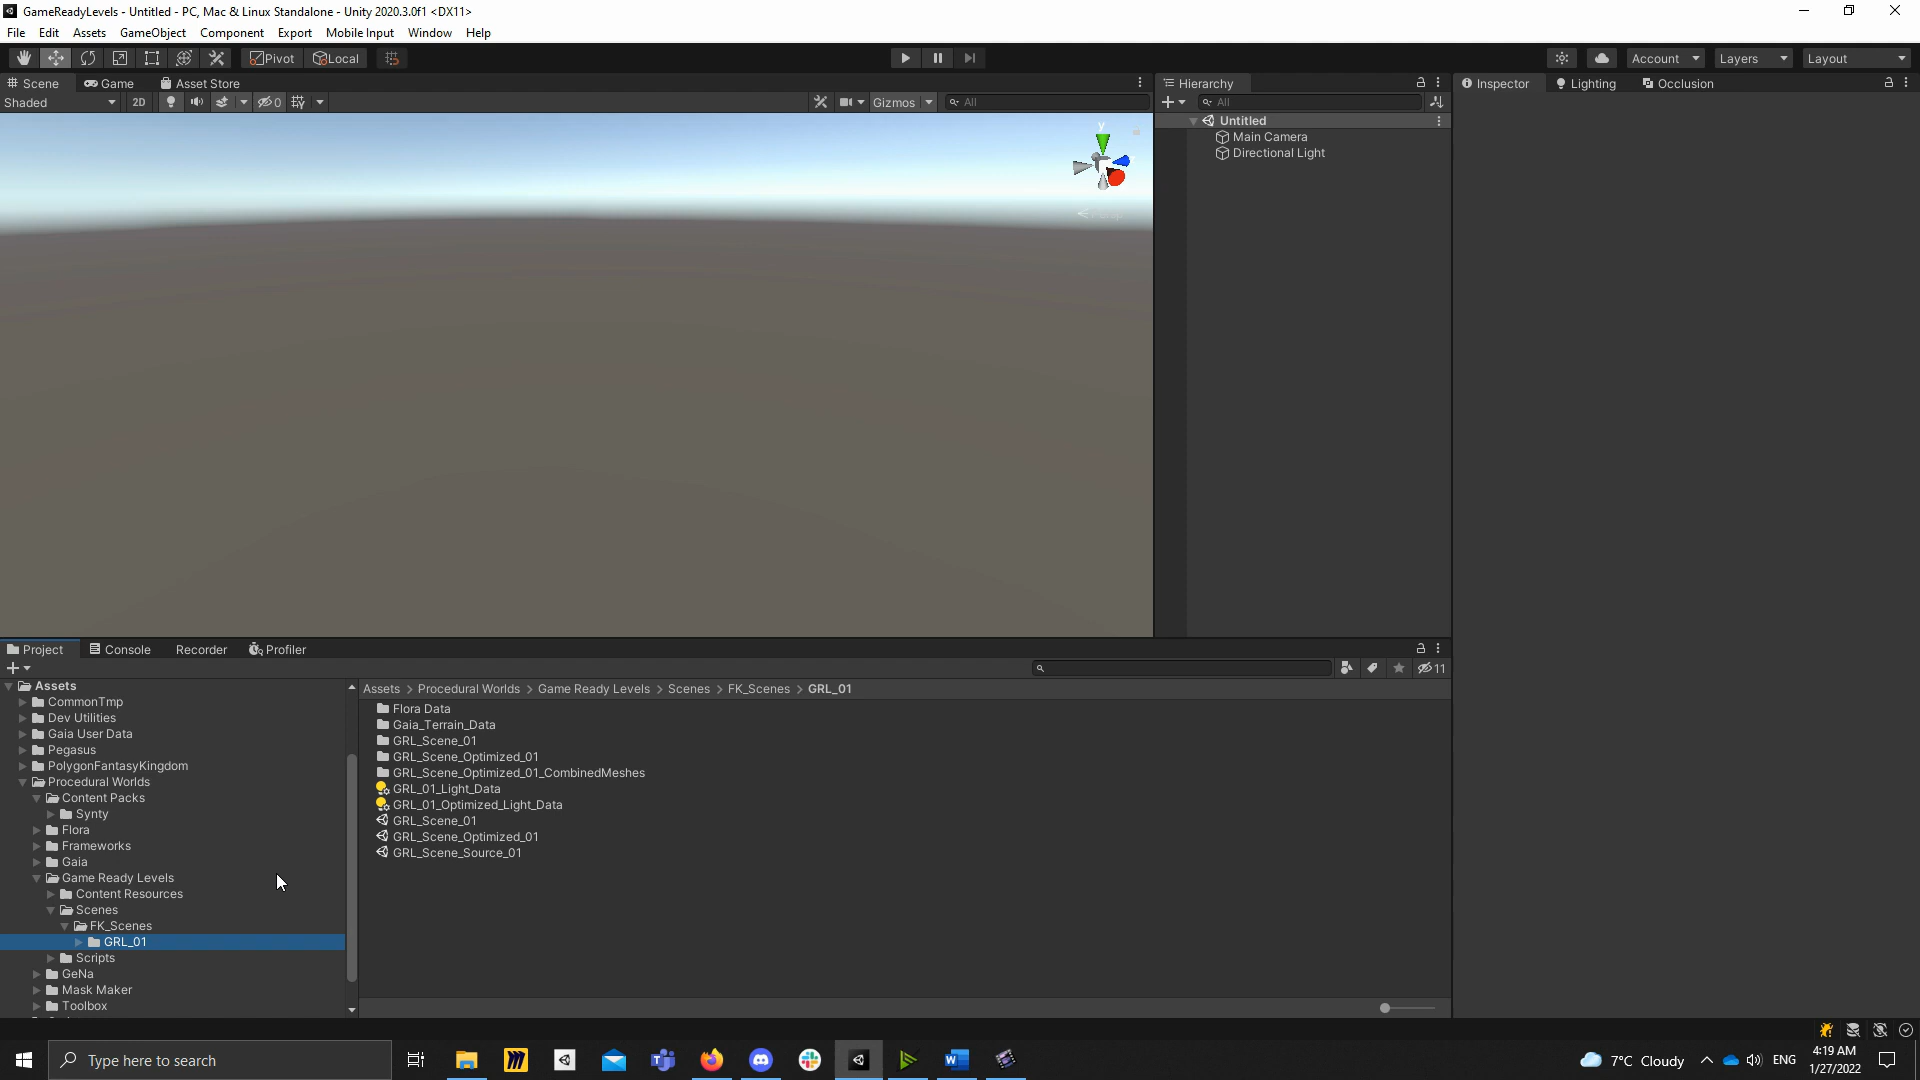 GameReadyLevels - Untitled - PC, Mac & Linux Standalone - Unity 2020.3.0f1 <DX11>
File Edit Assets GameObject Component Export Mobile Input Window Help
Pivot Local Account Layers Layout
Scene Game Asset Store
Shaded 2D 0 Gizmos All
y
Hierarchy
All
Untitled
Main Camera
Directional Light
Inspector Lighting Occlusion
Project Console Recorder Profiler
11
Assets
CommonTmp
Dev Utilities
Gaia User Data
Pegasus
PolygonFantasyKingdom
Procedural Worlds
Content Packs
Synty
Flora
Frameworks
Gaia
Game Ready Levels
Content Resources
Scenes
FK_Scenes
GRL_01
Scripts
GeNa
Mask Maker
Toolbox
Assets > Procedural Worlds > Game Ready Levels > Scenes > FK_Scenes > GRL_01
Flora Data
Gaia_Terrain_Data
GRL_Scene_01
GRL_Scene_Optimized_01
GRL_Scene_Optimized_01_CombinedMeshes
GRL_01_Light_Data
GRL_01_Optimized_Light_Data
GRL_Scene_01
GRL_Scene_Optimized_01
GRL_Scene_Source_01
Type here to search
7°C Cloudy
ENG
4:19 AM
1/27/2022